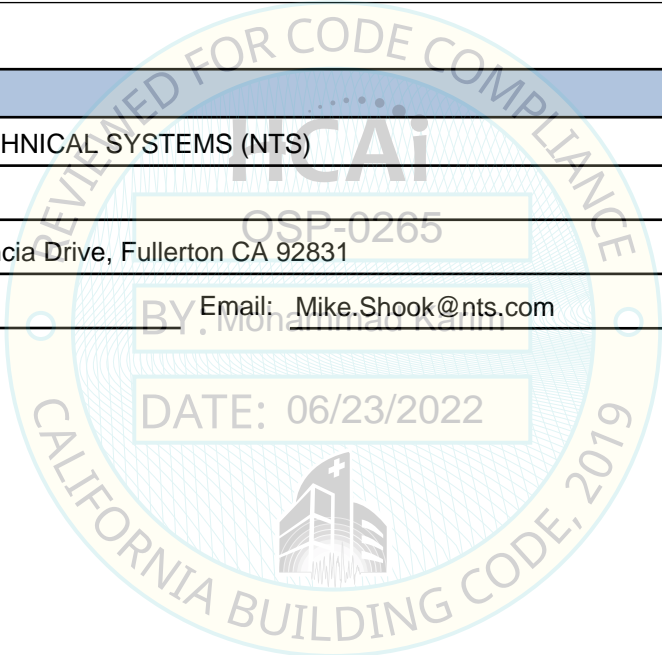 REVIEWED FOR CODE COMPLIANCE
HCAi
HNICAL SYSTEMS (NTS)
OSP-0265
cia Drive, Fullerton CA 92831
Email: Mike.Shook@nts.com
BY: Mohammad Karim
DATE: 06/23/2022
CALIFORNIA BUILDING CODE, 2019